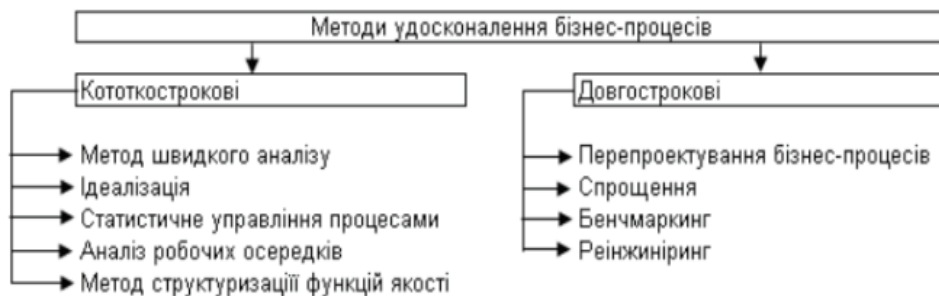 Методи удосконалення бізнес-процесів
Кототкострокові
Метод швидкого аналізу
Ідеалізація
Статистичне управління процесами
Аналіз робочих осередків
Метод структуризаціїї функцій якості
Довгострокові
Перепроектування бізнес-процесів
Спрощення
Бенчмаркинг
Реінжиніринг